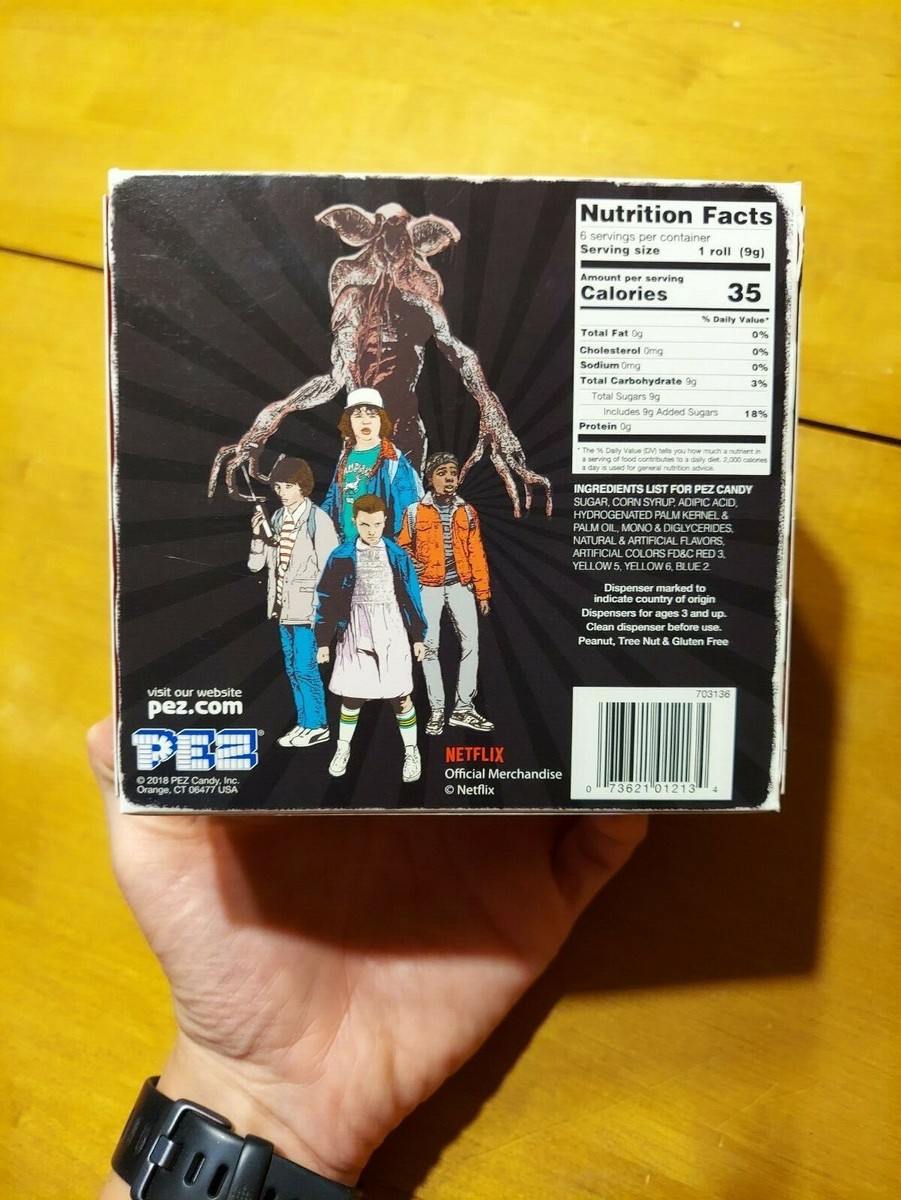 Nutrition Facts
6 servings per container
Serving size 1 roll (9g)
Amount per serving
Calories 35
% Daily Value*
Total Fat 0g 0%
Cholesterol 0mg 0%
Sodium 0mg 0%
Total Carbohydrate 9g 3%
Total Sugars 9g
Includes 9g Added Sugars 18%
Protein 0g
* The % Daily Value (DV) tells you how much a nutrient in
a serving of food contributes to a daily diet. 2,000 calories
a day is used for general nutrition advice.
INGREDIENTS LIST FOR PEZ CANDY
SUGAR, CORN SYRUP, ADIPIC ACID,
HYDROGENATED PALM KERNEL &
PALM OIL, MONO & DIGLYCERIDES,
NATURAL & ARTIFICIAL FLAVORS,
ARTIFICIAL COLORS FD&C RED 3,
YELLOW 5, YELLOW 6, BLUE 2.
Dispenser marked to
indicate country of origin
Dispensers for ages 3 and up.
Clean dispenser before use.
Peanut, Tree Nut & Gluten Free
visit our website
pez.com
PEZ®
© 2018 PEZ Candy, Inc.
Orange, CT 06477 USA
NETFLIX
Official Merchandise
© Netflix
703136
0 73621 01213 4